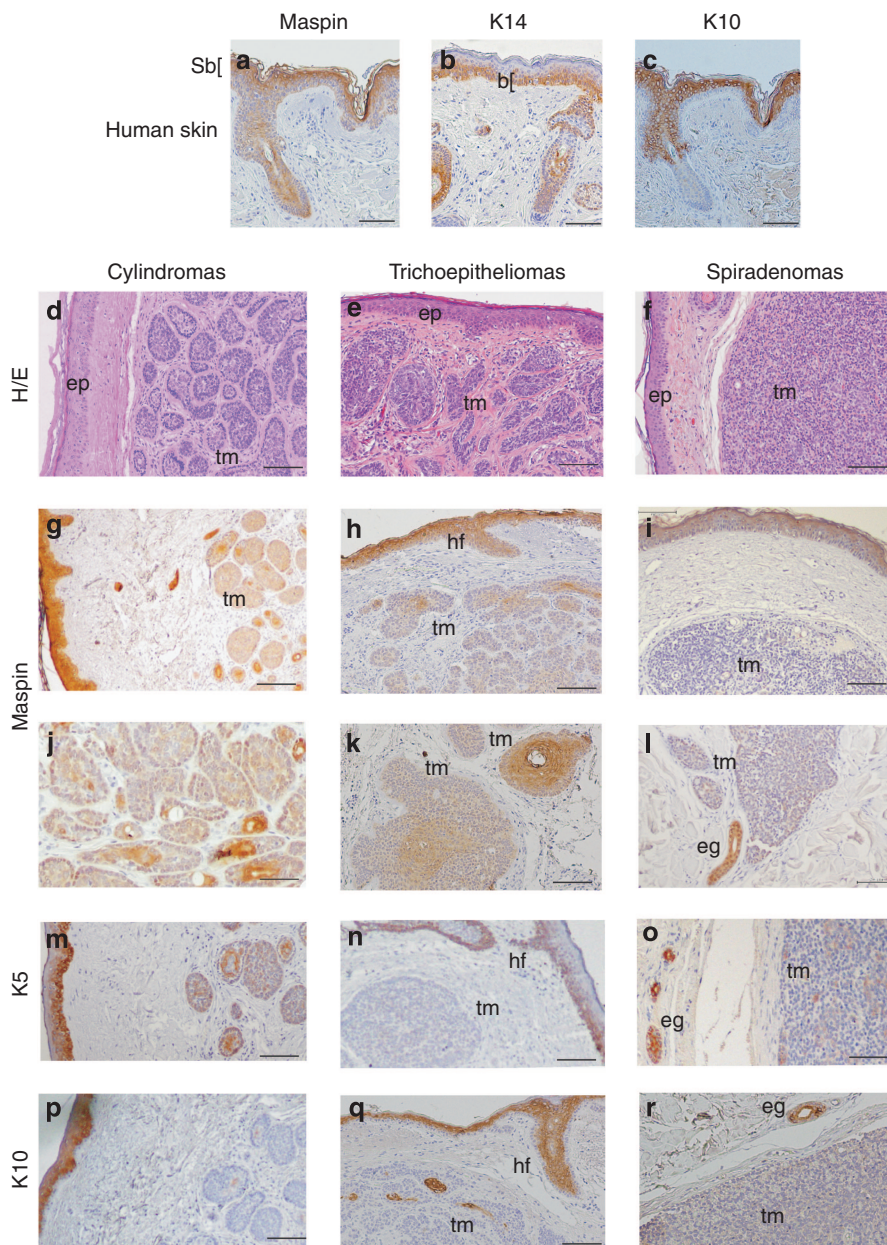 Maspin K14 K10
Sb[ a b c
b[
Human skin
Cylindromas Trichoepitheliomas Spiradenomas
H/E
d e f
ep ep ep
tm tm tm
Maspin
g h i
hf
tm tm tm
j k l
tm tm tm
eg
K5
m n o
hf tm
tm eg
K10
p q r
eg
hf
tm tm